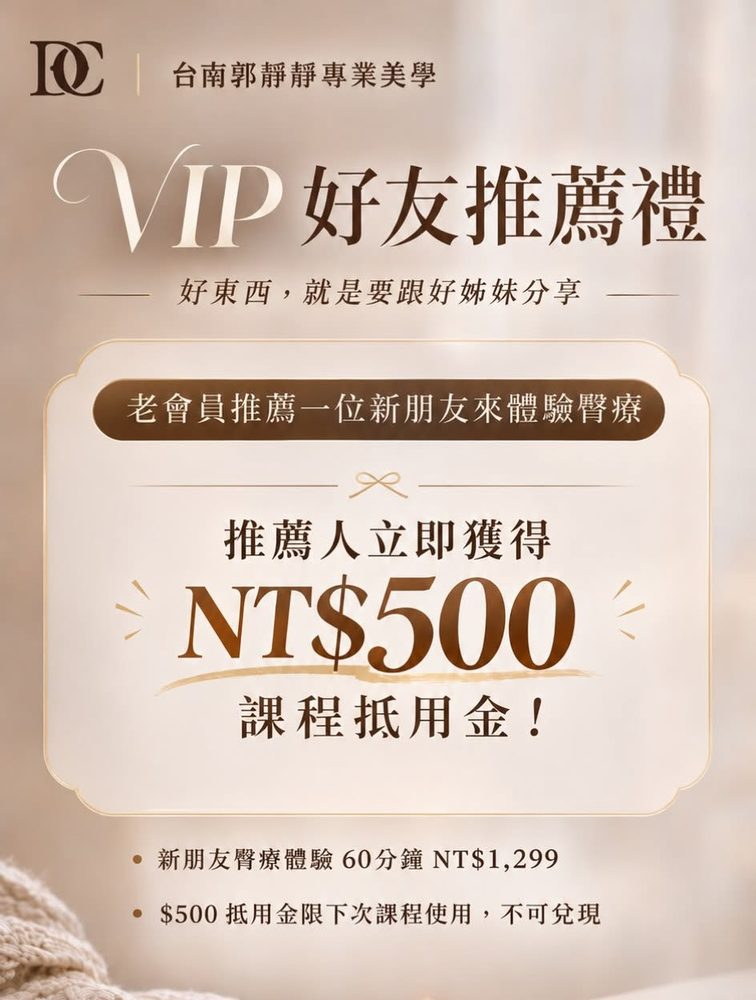 DC | 台南郭靜靜專業美學
VIP 好友推薦禮
好東西，就是要跟好姊妹分享
老會員推薦一位新朋友來體驗臀療
推薦人立即獲得
NT$500
課程抵用金！
• 新朋友臀療體驗 60分鐘 NT$1,299
• $500 抵用金限下次課程使用，不可兌現